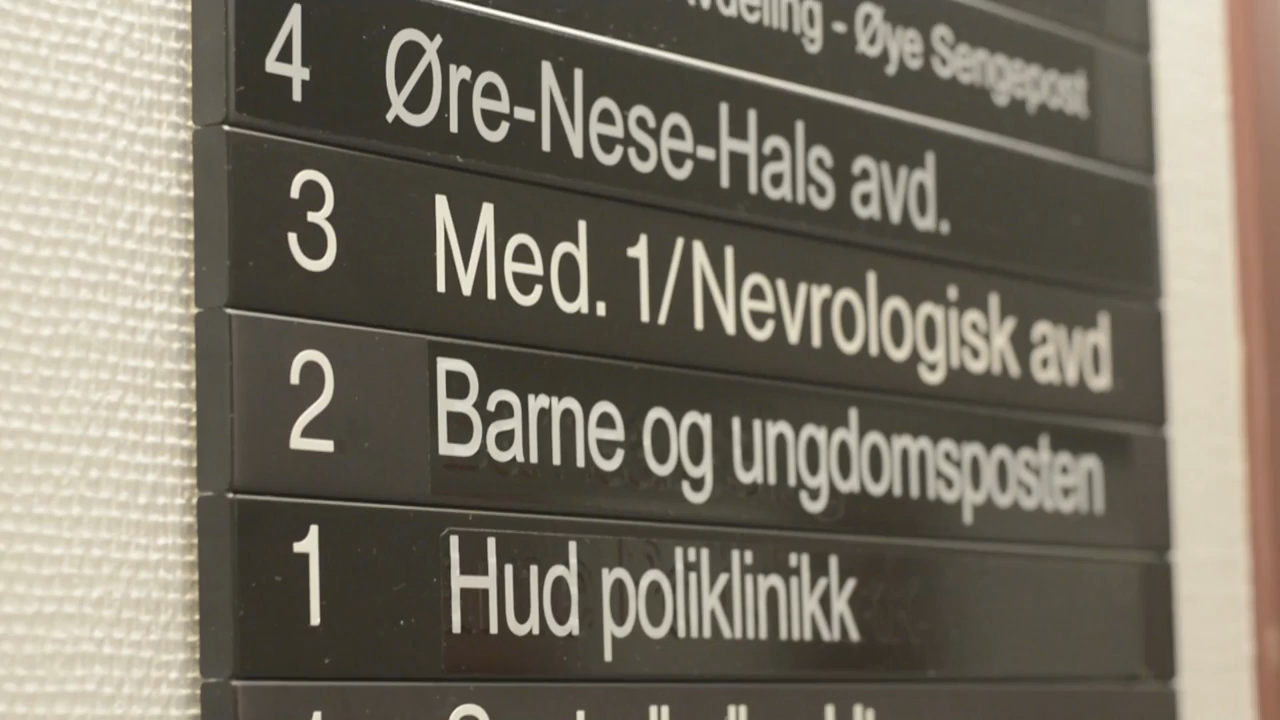 - Øye Sengepost
4 Øre-Nese-Hals avd.
3 Med. 1/Nevrologisk avd
2 Barne og ungdomsposten
1 Hud poliklinikk